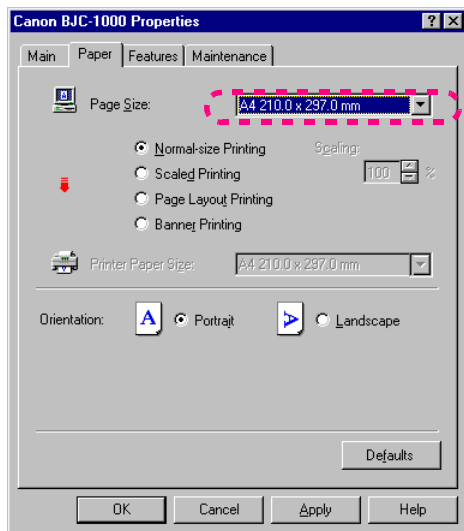 Canon BJC-1000 Properties
Main Paper Features Maintenance
Page Size: A4 210.0 x 297.0 mm
Normal-size Printing Scaling:
Scaled Printing 100 %
Page Layout Printing
Banner Printing
Printer Paper Size: A4 210.0 x 297.0 mm
Orientation: A Portrait A Landscape
Defaults
OK Cancel Apply Help